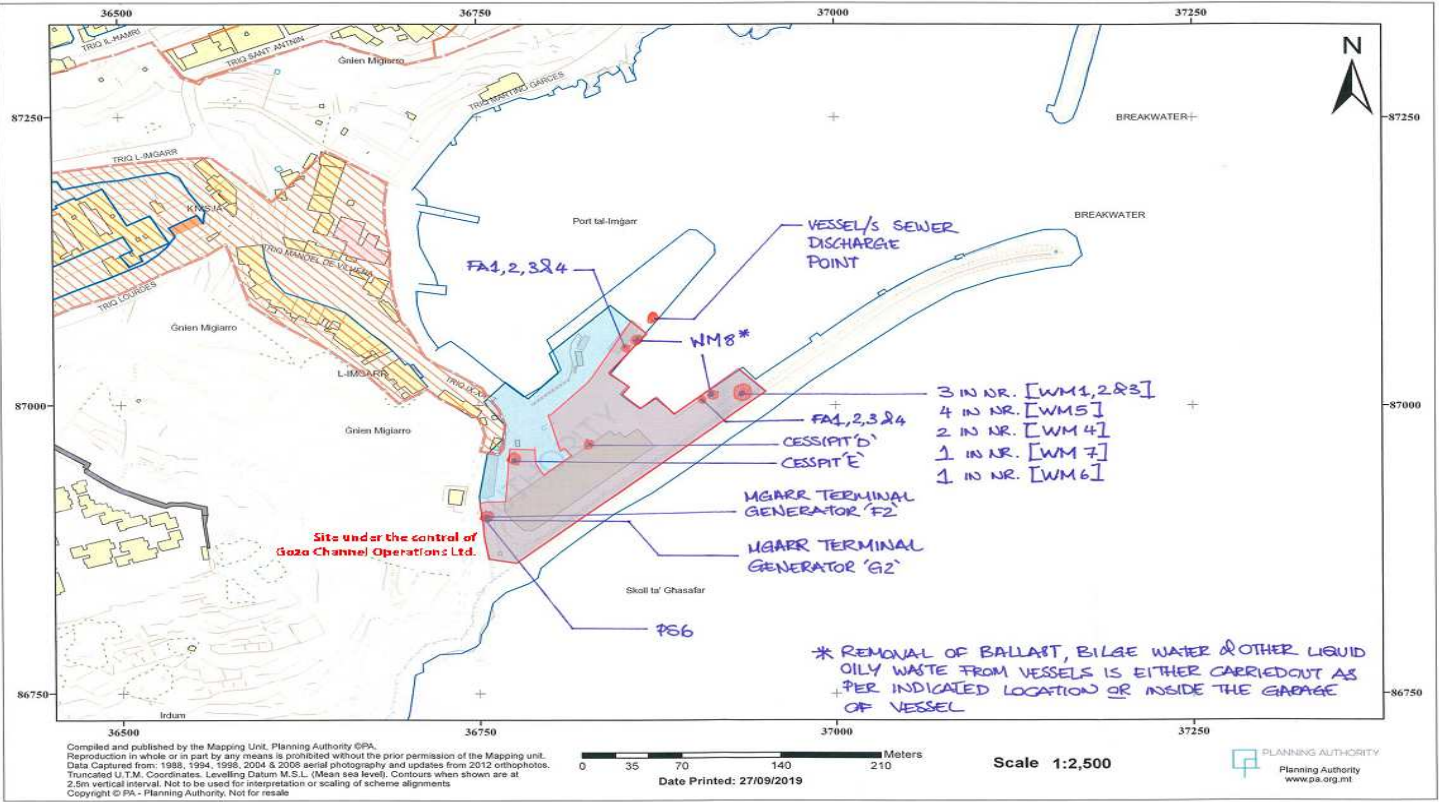 36500
36750
37000
37250
N
TRIQ IL-MAMRI
TRIQ SANT' ANTNIN
Ġnien Migiarro
TRIQ MARTINO GARCES
87250
87250
BREAKWATER
TRIQ L-IMGARR
KMSJA
Port tal-Imġarr
BREAKWATER
VESSEL/S SEWER
DISCHARGE
POINT
FA1,2,3&4
TRIQ MANOEL DE VILHENA
TRIQ LOURDES
Ġnien Migiarro
WM8*
L-IMGARR
TRIQ IX-XATT
87000
87000
3 IN NR. [WM1,2&3]
4 IN NR. [WM5]
2 IN NR. [WM4]
1 IN NR. [WM7]
1 IN NR. [WM6]
FA1,2,3&4
CESSIPIT 'D'
CESSPIT 'E'
Ġnien Migiarro
MGARR TERMINAL
GENERATOR 'F2'
Site under the control of
Gozo Channel Operations Ltd.
MGARR TERMINAL
GENERATOR 'G2'
Skoll ta' Għasafar
PS6
* REMOVAL OF BALLAST, BILGE WATER & OTHER LIQUID
OILY WASTE FROM VESSELS IS EITHER CARRIEDOUT AS
PER INDICATED LOCATION OR INSIDE THE GARAGE
OF VESSEL
86750
86750
Irdum
36500
36750
37000
37250
Compiled and published by the Mapping Unit, Planning Authority ©PA,
Reproduction in whole or in part by any means is prohibited without the prior permission of the Mapping unit.
Data Captured from: 1988, 1994, 1998, 2004 & 2008 aerial photography and updates from 2012 orthophotos.
Truncated U.T.M. Coordinates. Levelling Datum M.S.L. (Mean sea level). Contours when shown are at
2.5m vertical interval. Not to be used for interpretation or scaling of scheme alignments
Copyright © PA - Planning Authority. Not for resale
0 35 70 140 210 Meters
Date Printed: 27/09/2019
Scale 1:2,500
PLANNING AUTHORITY
Planning Authority
www.pa.org.mt